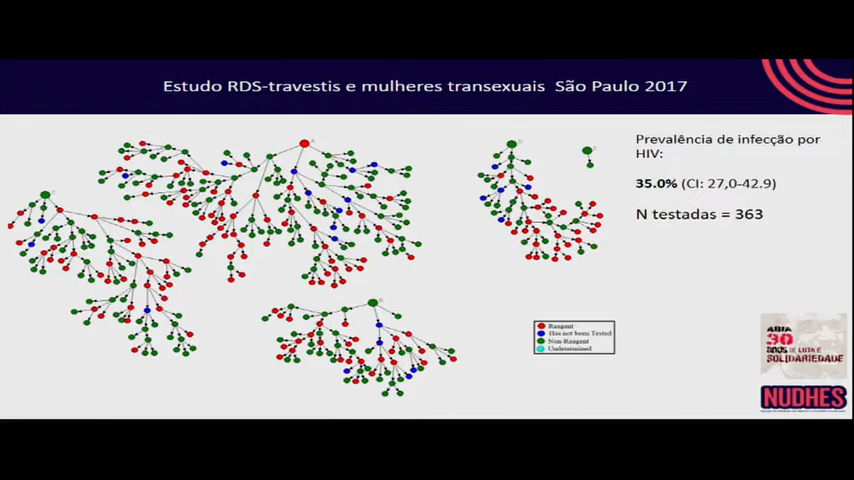 Estudo RDS-travestis e mulheres transexuais São Paulo 2017
Prevalência de infecção por
HIV:
35.0% (CI: 27,0-42.9)
N testadas = 363
Reagent
Has not been Tested
Non-Reagent
Undetermined
ABIA
30
anos DE LUTA E
SOLIDARIEDADE
NUDHES